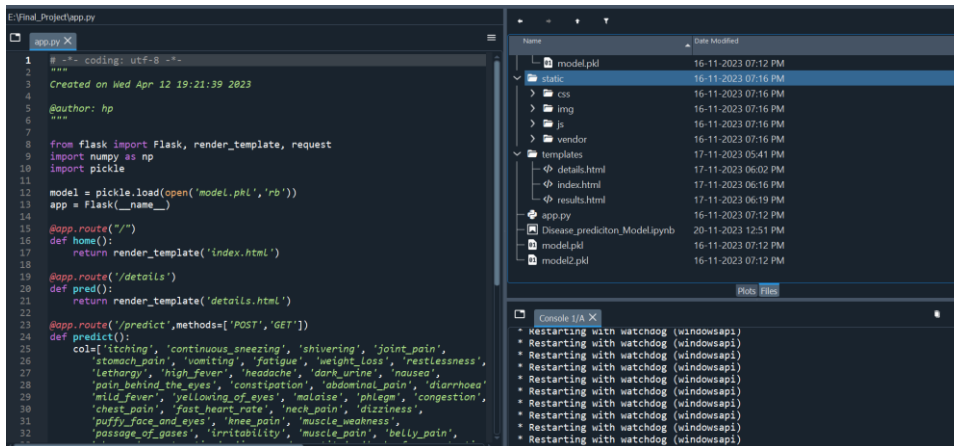 E:\Final_Project\app.py
app.py X
1 # -*- coding: utf-8 -*-
2 """
3 Created on Wed Apr 12 19:21:39 2023
4
5 @author: hp
6 """
7
8 from flask import Flask, render_template, request
9 import numpy as np
10 import pickle
11
12 model = pickle.load(open('model.pkl','rb'))
13 app = Flask(__name__)
14
15 @app.route("/")
16 def home():
17 return render_template('index.html')
18
19 @app.route('/details')
20 def pred():
21 return render_template('details.html')
22
23 @app.route('/predict',methods=['POST','GET'])
24 def predict():
25 col=['itching', 'continuous_sneezing', 'shivering', 'joint_pain',
26 'stomach_pain', 'vomiting', 'fatigue', 'weight_loss', 'restlessness',
27 'lethargy', 'high_fever', 'headache', 'dark_urine', 'nausea',
28 'pain_behind_the_eyes', 'constipation', 'abdominal_pain', 'diarrhoea'
29 'mild_fever', 'yellowing_of_eyes', 'malaise', 'phlegm', 'congestion',
30 'chest_pain', 'fast_heart_rate', 'neck_pain', 'dizziness',
31 'puffy_face_and_eyes', 'knee_pain', 'muscle_weakness',
32 'passage_of_gases', 'irritability', 'muscle_pain', 'belly_pain',
Name Date Modified
model.pkl 16-11-2023 07:12 PM
static 16-11-2023 07:16 PM
css 16-11-2023 07:16 PM
img 16-11-2023 07:16 PM
js 16-11-2023 07:16 PM
vendor 16-11-2023 07:16 PM
templates 17-11-2023 05:41 PM
details.html 17-11-2023 06:02 PM
index.html 17-11-2023 06:16 PM
results.html 17-11-2023 06:19 PM
app.py 16-11-2023 07:12 PM
Disease_prediciton_Model.ipynb 20-11-2023 12:51 PM
model.pkl 16-11-2023 07:12 PM
model2.pkl 16-11-2023 07:12 PM
Plots Files
Console 1/A X
* Restarting with watchdog (windowsapi)
* Restarting with watchdog (windowsapi)
* Restarting with watchdog (windowsapi)
* Restarting with watchdog (windowsapi)
* Restarting with watchdog (windowsapi)
* Restarting with watchdog (windowsapi)
* Restarting with watchdog (windowsapi)
* Restarting with watchdog (windowsapi)
* Restarting with watchdog (windowsapi)
* Restarting with watchdog (windowsapi)